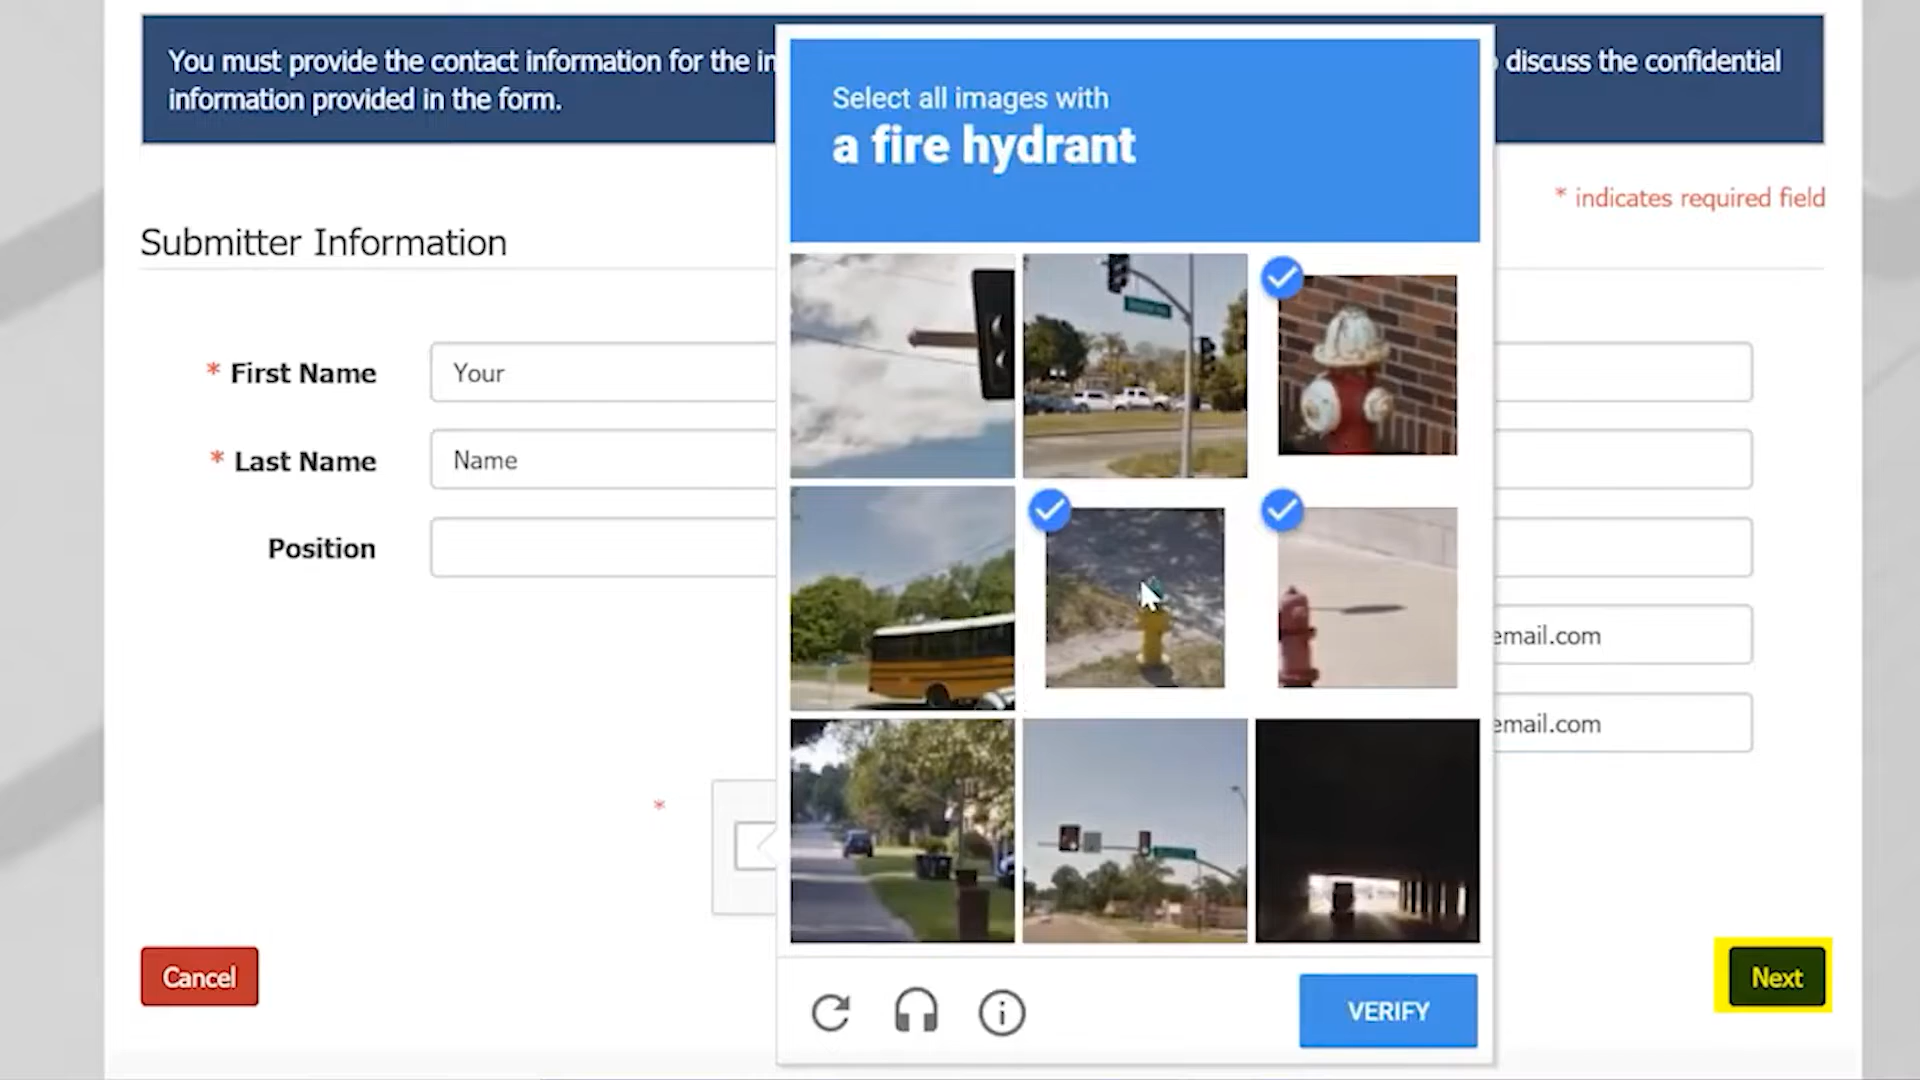 You must provide the contact information for the in
discuss the confidential
information provided in the form.
Select all images with
a fire hydrant
* indicates required field
Submitter Information
* First Name
Your
* Last Name
Name
Position
email.com
email.com
*
Cancel
Next
VERIFY